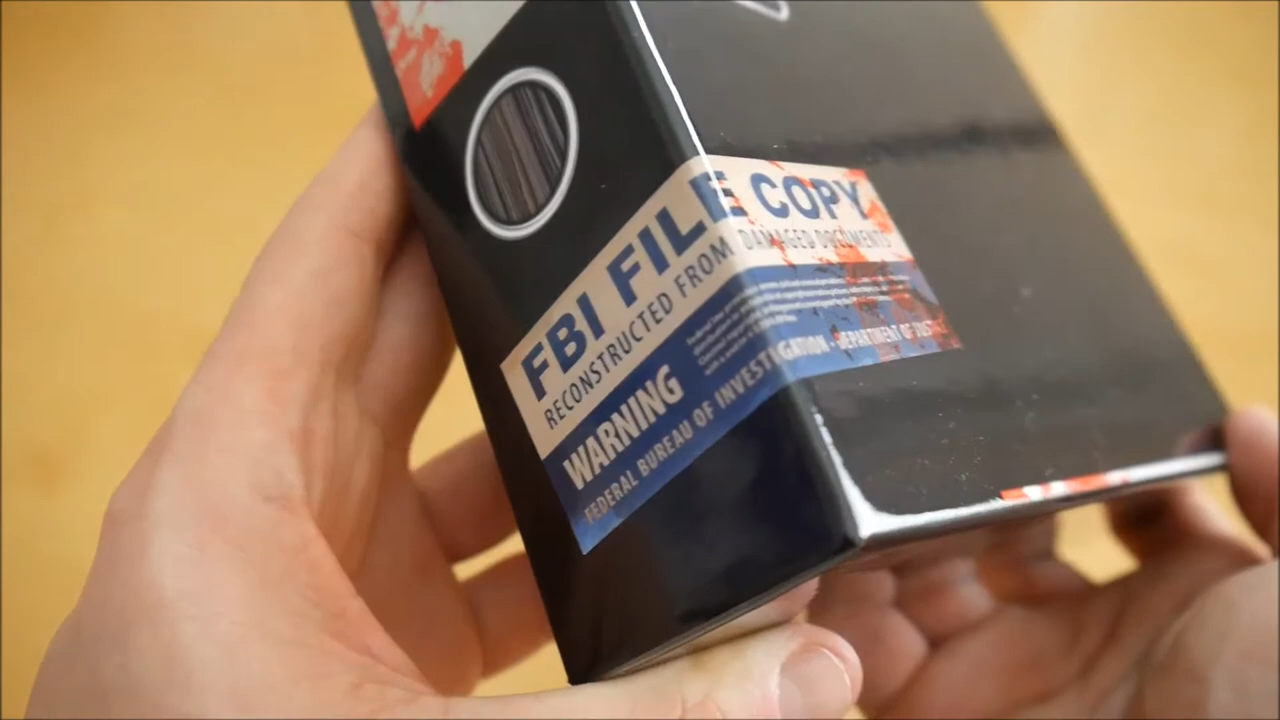 FBI FILE COPY
RECONSTRUCTED FROM DAMAGED DOCUMENTS
WARNING
FEDERAL BUREAU OF INVESTIGATION - DEPARTMENT OF JUST